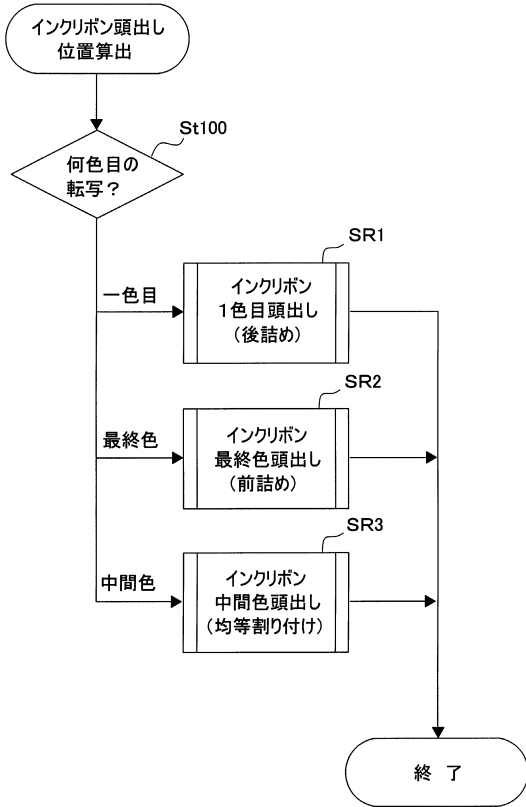 インクリボン頭出し
位置算出
St100
何色目の
転写？
SR1
一色目
インクリボン
１色目頭出し
(後詰め)
SR2
最終色
インクリボン
最終色頭出し
(前詰め)
SR3
中間色
インクリボン
中間色頭出し
(均等割り付け)
終 了